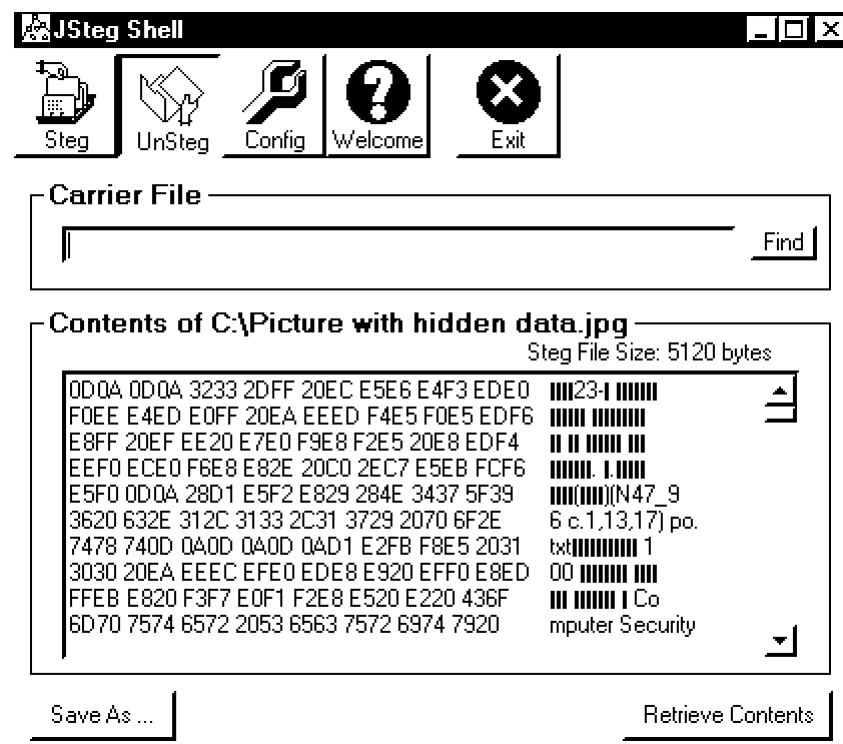 JSteg Shell
Steg UnSteg Config Welcome Exit
Carrier File
Find
Contents of C:\Picture with hidden data.jpg
Steg File Size: 5120 bytes
0D0A 0D0A 3233 2DFF 20EC E5E6 E4F3 EDE0 23-
F0EE E4ED E0FF 20EA EEED F4E5 F0E5 EDF6
E8FF 20EF EE20 E7E0 F9E8 F2E5 20E8 EDF4
EEF0 ECE0 F6E8 E82E 20C0 2EC7 E5EB FCF6 . .
E5F0 0D0A 28D1 E5F2 E829 284E 3437 5F39 ( )(N47_9
3620 632E 312C 3133 2C31 3729 2070 6F2E 6 c.1,13,17) po.
7478 740D 0A0D 0A0D 0AD1 E2FB F8E5 2031 txt 1
3030 20EA EEEC EFE0 EDE8 E920 EFF0 E8ED 00
FFEB E820 F3F7 E0F1 F2E8 E520 E220 436F Co
6D70 7574 6572 2053 6563 7572 6974 7920 mputer Security
Save As ... Retrieve Contents